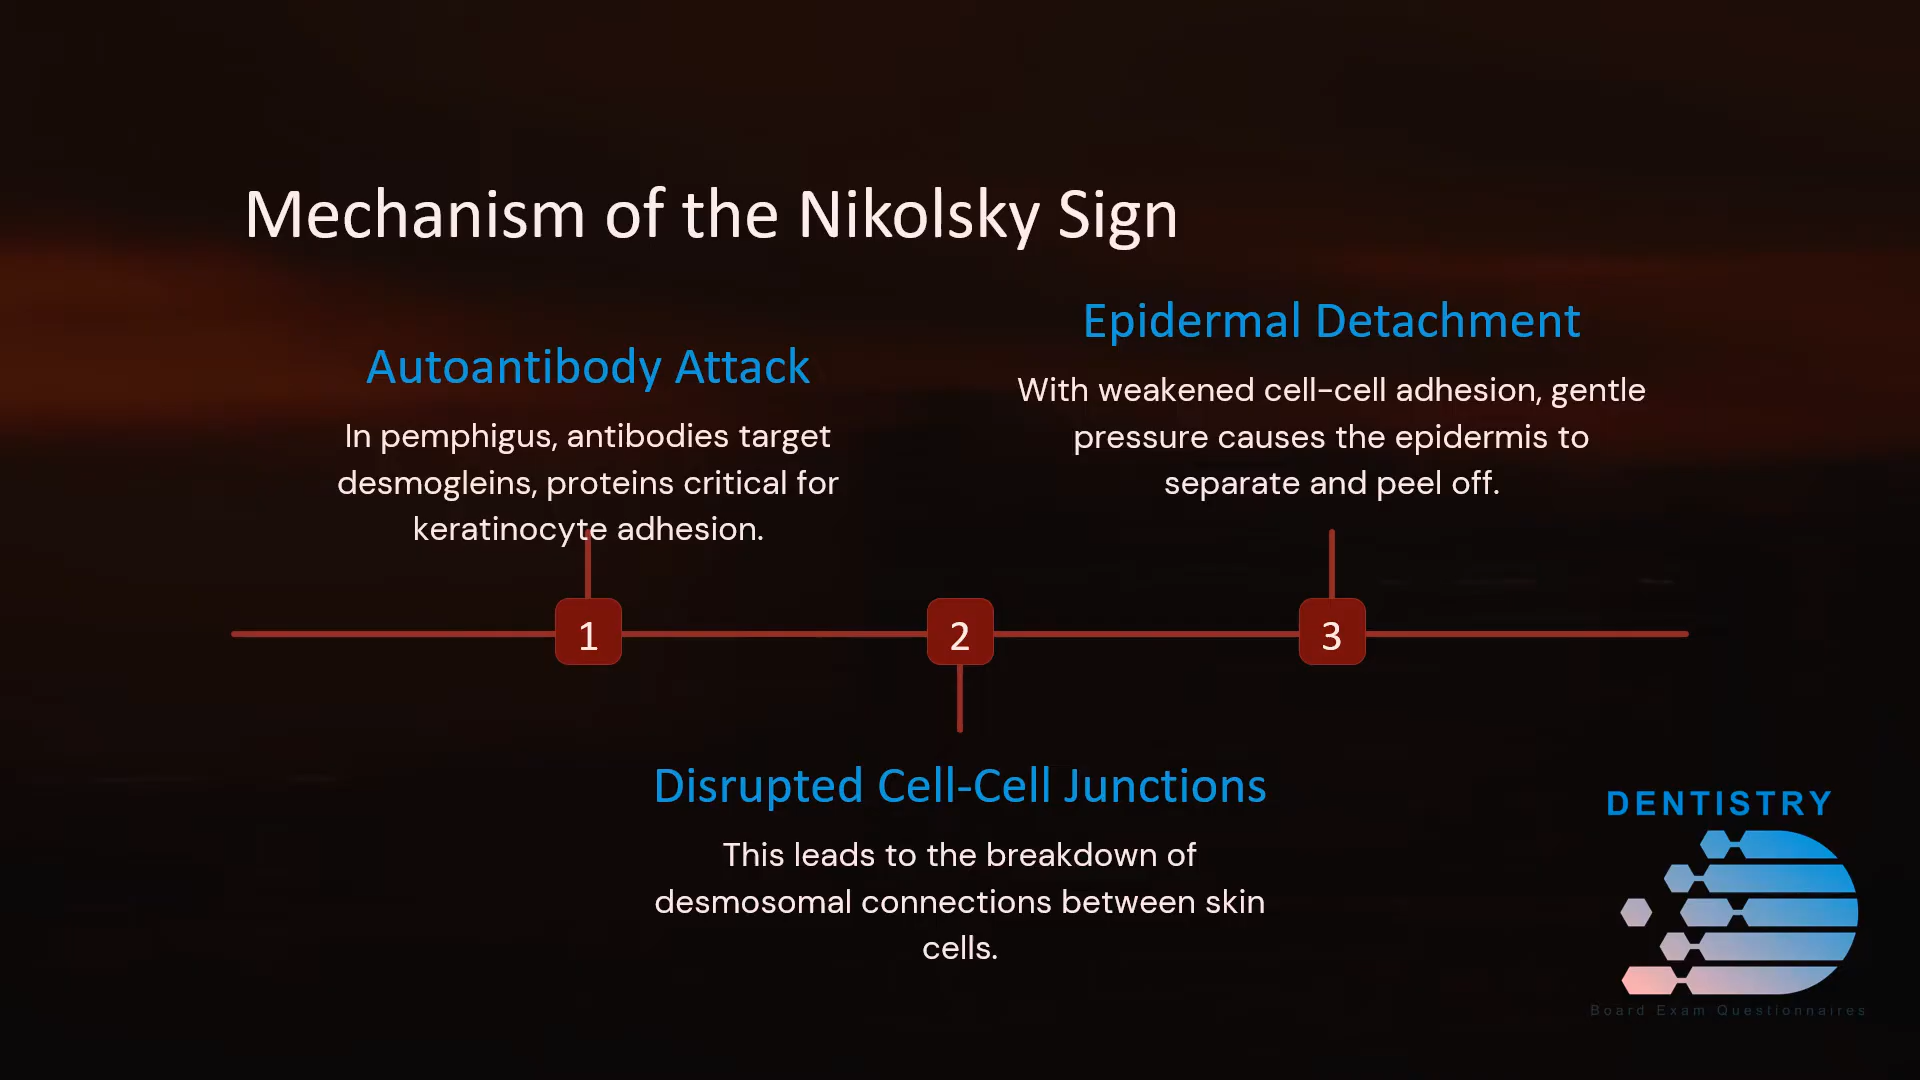 Mechanism of the Nikolsky Sign
Autoantibody Attack
In pemphigus, antibodies target
desmogleins, proteins critical for
keratinocyte adhesion.
1
2
Disrupted Cell-Cell Junctions
This leads to the breakdown of
desmosomal connections between skin
cells.
3
Epidermal Detachment
With weakened cell-cell adhesion, gentle
pressure causes the epidermis to
separate and peel off.
DENTISTRY
Board Exam Questionnaires